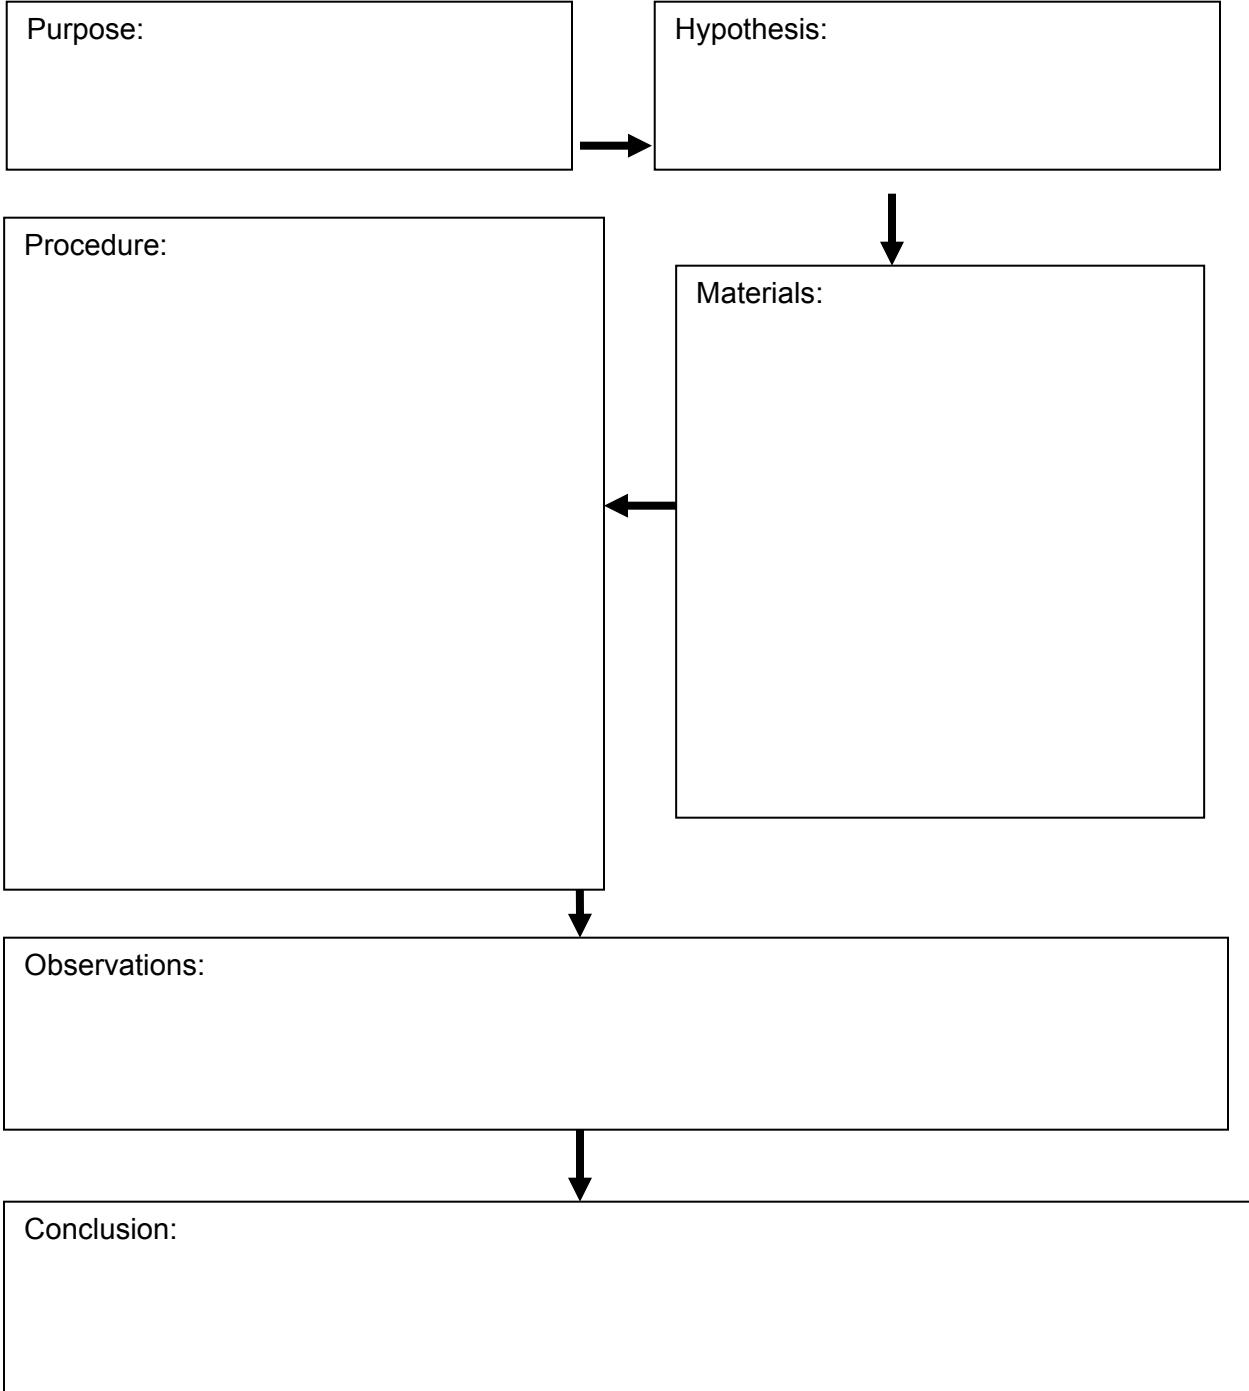 Purpose:
Hypothesis:
Procedure:
Materials:
Observations:
Conclusion: